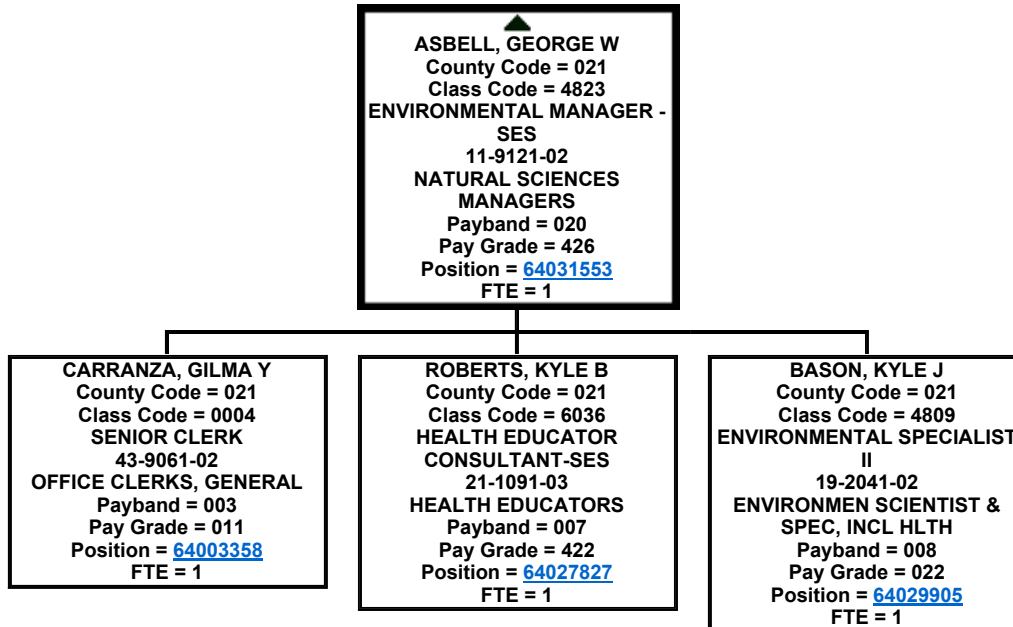 ASBELL, GEORGE W
County Code = 021
Class Code = 4823
ENVIRONMENTAL MANAGER -
SES
11-9121-02
NATURAL SCIENCES
MANAGERS
Payband = 020
Pay Grade = 426
Position = 64031553
FTE = 1
CARRANZA, GILMA Y
County Code = 021
Class Code = 0004
SENIOR CLERK
43-9061-02
OFFICE CLERKS, GENERAL
Payband = 003
Pay Grade = 011
Position = 64003358
FTE = 1
ROBERTS, KYLE B
County Code = 021
Class Code = 6036
HEALTH EDUCATOR
CONSULTANT-SES
21-1091-03
HEALTH EDUCATORS
Payband = 007
Pay Grade = 422
Position = 64027827
FTE = 1
BASON, KYLE J
County Code = 021
Class Code = 4809
ENVIRONMENTAL SPECIALIST
II
19-2041-02
ENVIRONMEN SCIENTIST &
SPEC, INCL HLTH
Payband = 008
Pay Grade = 022
Position = 64029905
FTE = 1